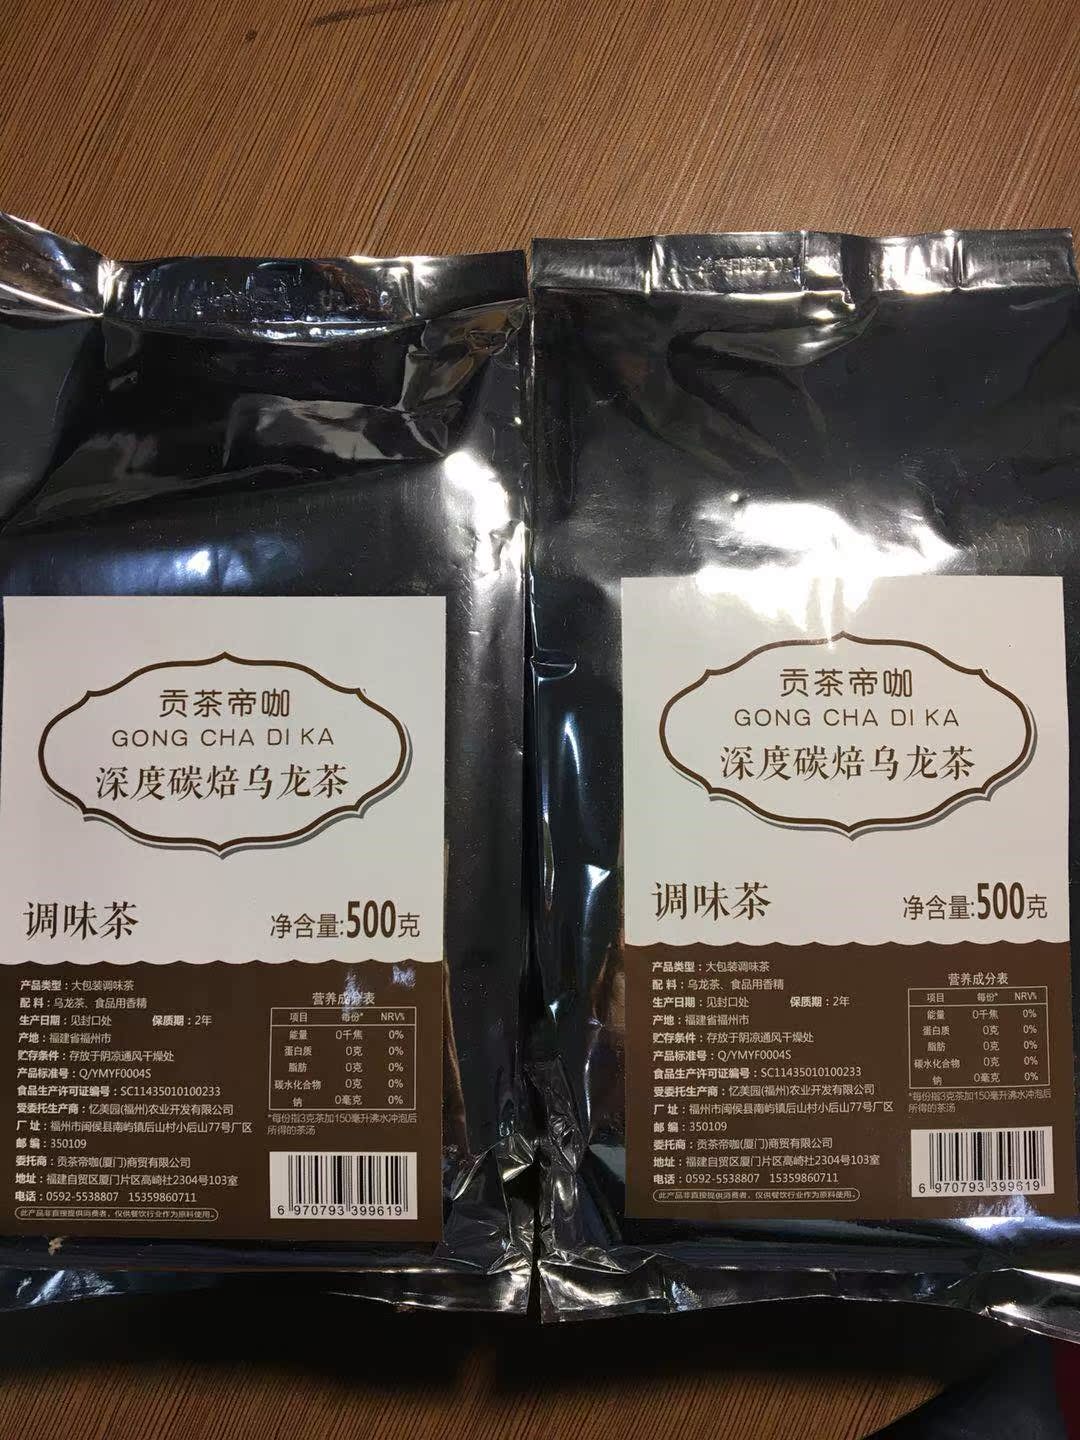 贡茶帝咖
GONG CHA DI KA
深度碳焙乌龙茶
调味茶
净含量:500克
产品类型：大包装调味茶
配 料：乌龙茶、食品用香精
生产日期：见封口处 保质期：2年
产地：福建省福州市
贮存条件：存放于阴凉通风干燥处
产品标准号：Q/YMYF0004S
食品生产许可证编号：SC11435010100233
受委托生产商：忆美园(福州)农业开发有限公司
厂 址：福州市闽侯县南屿镇后山村小后山77号厂区
邮 编：350109
委托商：贡茶帝咖(厦门)商贸有限公司
地址：福建自贸区厦门片区高崎社2304号103室
电话：0592-5538807 15359860711
此产品非直接提供消费者，仅供餐饮行业作为原料使用。
营养成分表
项目 每份* NRV%
能量 0千焦 0%
蛋白质 0克 0%
脂肪 0克 0%
碳水化合物 0克 0%
钠 0毫克 0%
*每份指3克茶加150毫升沸水冲泡后
所得的茶汤
6 970793 399619
贡茶帝咖
GONG CHA DI KA
深度碳焙乌龙茶
调味茶
净含量:500克
产品类型：大包装调味茶
配 料：乌龙茶、食品用香精
生产日期：见封口处 保质期：2年
产地：福建省福州市
贮存条件：存放于阴凉通风干燥处
产品标准号：Q/YMYF0004S
食品生产许可证编号：SC11435010100233
受委托生产商：忆美园(福州)农业开发有限公司
厂 址：福州市闽侯县南屿镇后山村小后山77号厂区
邮 编：350109
委托商：贡茶帝咖(厦门)商贸有限公司
地址：福建自贸区厦门片区高崎社2304号103室
电话：0592-5538807 15359860711
此产品非直接提供消费者，仅供餐饮行业作为原料使用。
营养成分表
项目 每份* NRV%
能量 0千焦 0%
蛋白质 0克 0%
脂肪 0克 0%
碳水化合物 0克 0%
钠 0毫克 0%
*每份指3克茶加150毫升沸水冲泡后
所得的茶汤
6 970793 399619